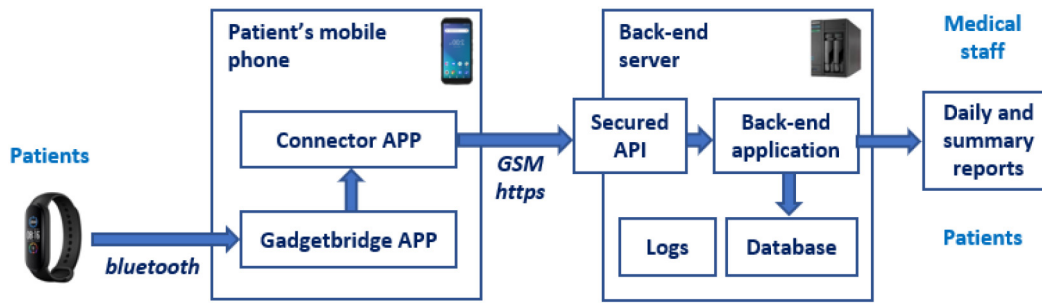 Patient's mobile
phone
Back-end
server
Medical
staff
Patients
Connector APP
GSM
https
Secured
API
Back-end
application
Daily and
summary
reports
bluetooth
Gadgetbridge APP
Logs
Database
Patients